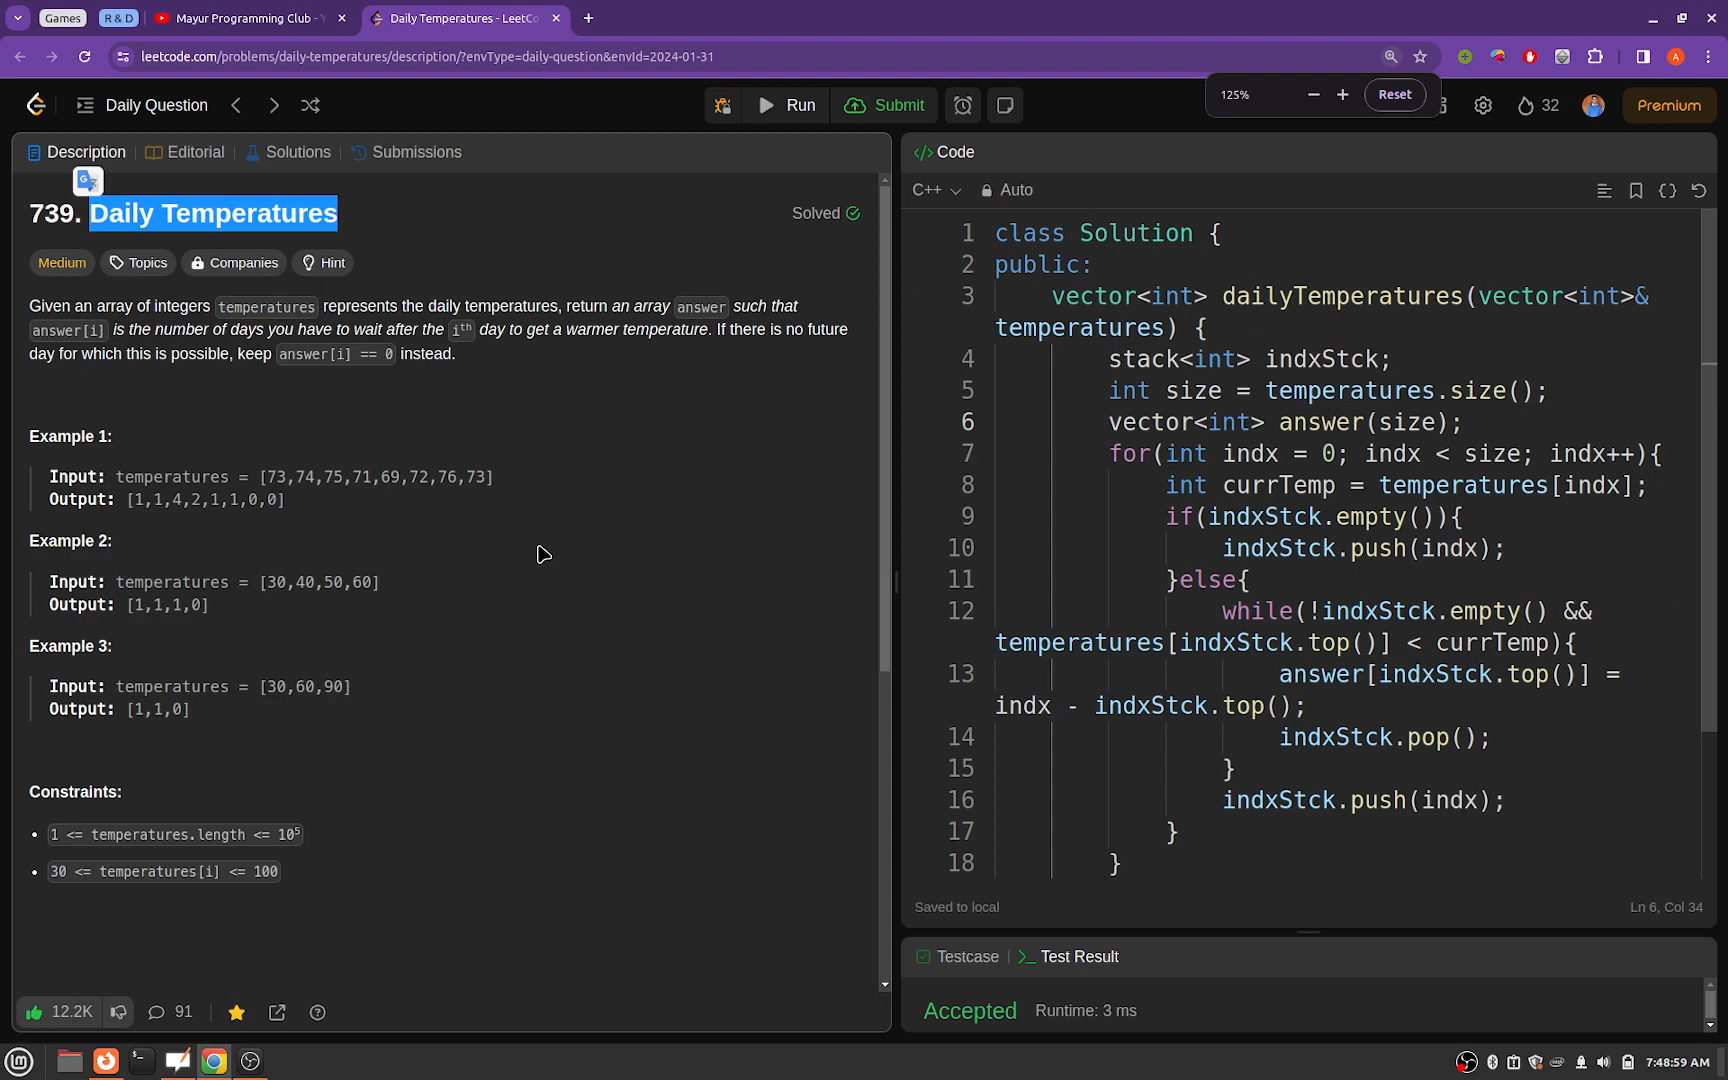 Games
R & D
Mayur Programming Club - Y
Daily Temperatures - LeetCo
leetcode.com/problems/daily-temperatures/description/?envType=daily-question&envId=2024-01-31
125%
Reset
Daily Question
Run
Submit
32
Premium
Description
Editorial
Solutions
Submissions
739. Daily Temperatures
Solved
Medium
Topics
Companies
Hint
Given an array of integers temperatures represents the daily temperatures, return an array answer such that
answer[i] is the number of days you have to wait after the ith day to get a warmer temperature. If there is no future
day for which this is possible, keep answer[i] == 0 instead.
Example 1:
Input: temperatures = [73,74,75,71,69,72,76,73]
Output: [1,1,4,2,1,1,0,0]
Example 2:
Input: temperatures = [30,40,50,60]
Output: [1,1,1,0]
Example 3:
Input: temperatures = [30,60,90]
Output: [1,1,0]
Constraints:
• 1 <= temperatures.length <= 10⁵
• 30 <= temperatures[i] <= 100
12.2K
91
</> Code
C++
Auto
1 class Solution {
2 public:
3 vector<int> dailyTemperatures(vector<int>&
temperatures) {
4 stack<int> indxStck;
5 int size = temperatures.size();
6 vector<int> answer(size);
7 for(int indx = 0; indx < size; indx++){
8 int currTemp = temperatures[indx];
9 if(indxStck.empty()){
10 indxStck.push(indx);
11 }else{
12 while(!indxStck.empty() &&
temperatures[indxStck.top()] < currTemp){
13 answer[indxStck.top()] =
indx - indxStck.top();
14 indxStck.pop();
15 }
16 indxStck.push(indx);
17 }
18 }
Saved to local
Ln 6, Col 34
Testcase
Test Result
Accepted
Runtime: 3 ms
7:48:59 AM